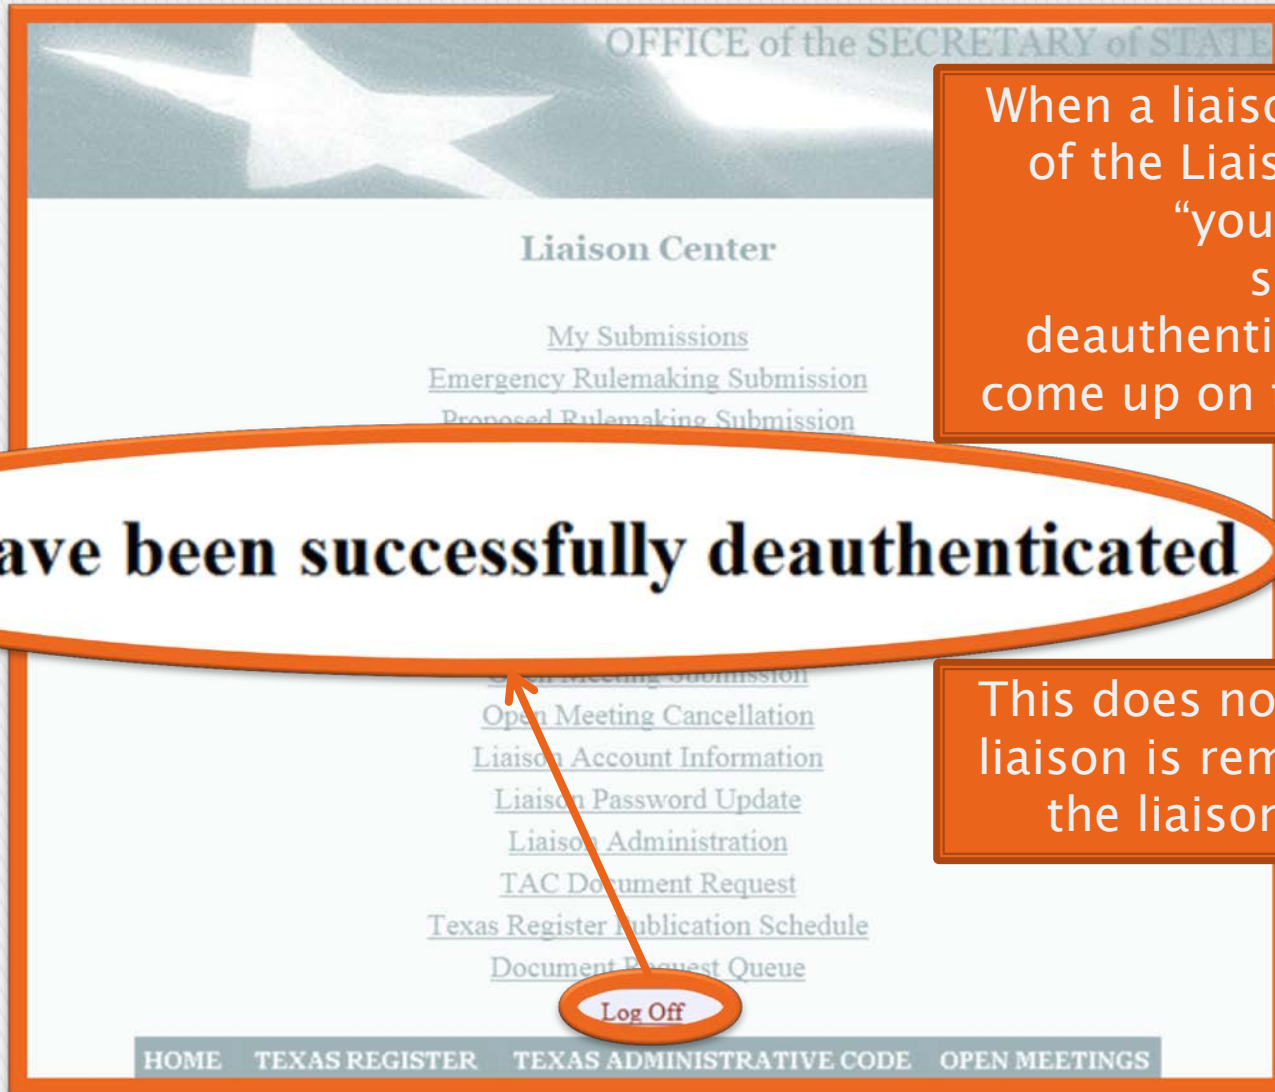 OFFICE of the SECRETARY of STATE
When a liaiso
of the Liais
“you
s
deauthenti
come up on
Liaison Center
My Submissions
Emergency Rulemaking Submission
Proposed Rulemaking Submission
ave been successfully deauthenticated
Open Meeting Submission
Open Meeting Cancellation
Liaison Account Information
Liaison Password Update
Liaison Administration
TAC Document Request
Texas Register Publication Schedule
Document Request Queue
Log Off
This does no
liaison is rem
the liaison
HOME TEXAS REGISTER TEXAS ADMINISTRATIVE CODE OPEN MEETINGS